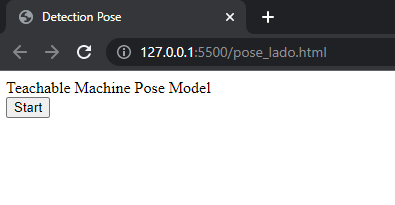 Detection Pose
127.0.0.1:5500/pose_lado.html
Teachable Machine Pose Model
Start